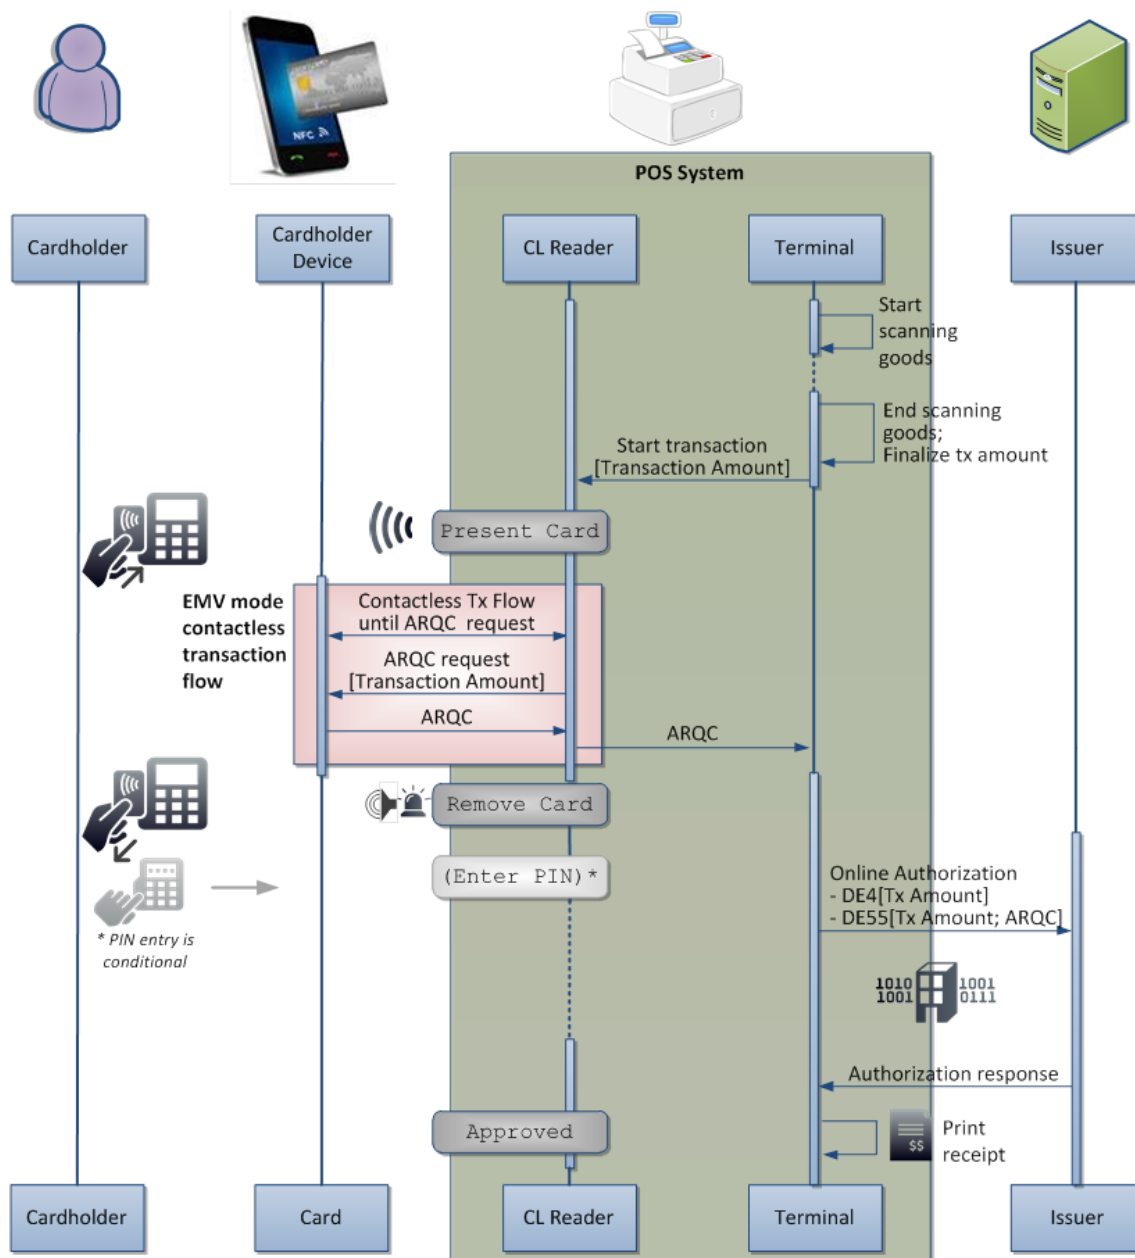 NFC
POS System
Cardholder
Cardholder
Device
CL Reader
Terminal
Issuer
Start
scanning
goods
End scanning
goods;
Finalize tx amount
Start transaction
[Transaction Amount]
Present Card
EMV mode
contactless
transaction
flow
Contactless Tx Flow
until ARQC request
ARQC request
[Transaction Amount]
ARQC
ARQC
Remove Card
(Enter PIN)*
* PIN entry is
conditional
Online Authorization
- DE4[Tx Amount]
- DE55[Tx Amount; ARQC]
1010 1001
1001 0111
Authorization response
Approved
$$
Print
receipt
Cardholder
Card
CL Reader
Terminal
Issuer